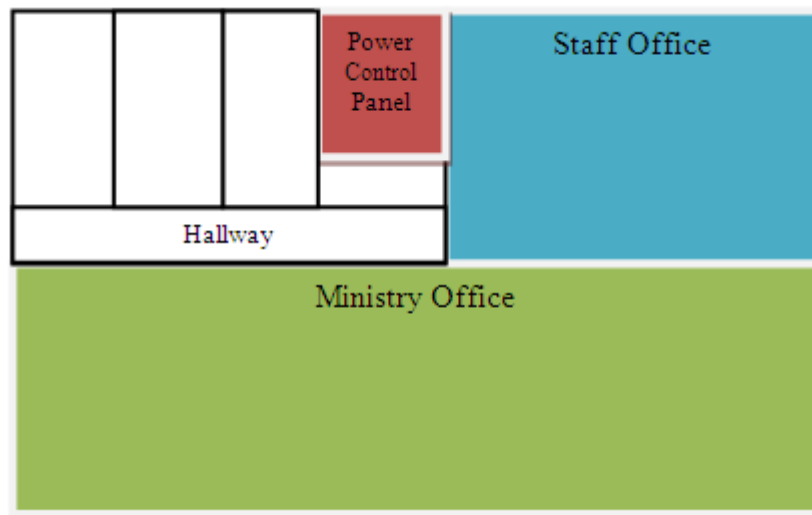 Power
Control
Panel
Staff Office
Hallway
Ministry Office